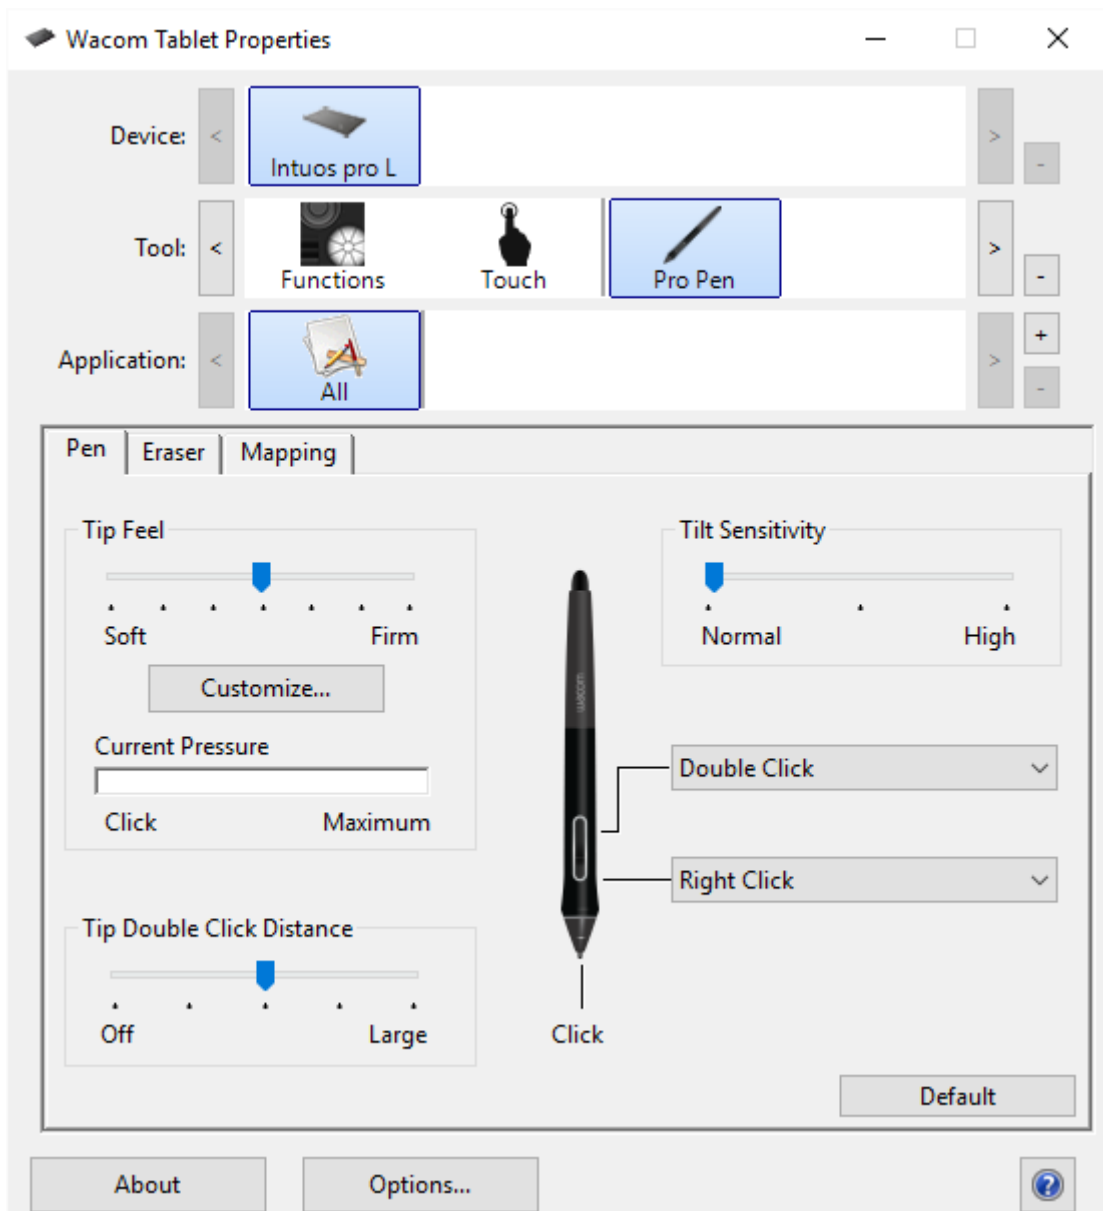 Wacom Tablet Properties
Device:
<
Intuos pro L
>
-
Tool:
<
Functions
Touch
Pro Pen
>
-
Application:
<
All
>
+
-
Pen
Eraser
Mapping
Tip Feel
Soft
Firm
Customize...
Current Pressure
Click
Maximum
Tip Double Click Distance
Off
Large
wacom
Click
Tilt Sensitivity
Normal
High
Double Click
Right Click
Default
About
Options...
?